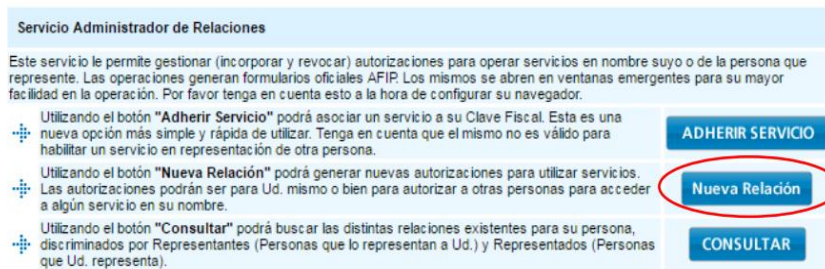 Servicio Administrador de Relaciones
Este servicio le permite gestionar (incorporar y revocar) autorizaciones para operar servicios en nombre suyo o de la persona que
represente. Las operaciones generan formularios oficiales AFIP. Los mismos se abren en ventanas emergentes para su mayor
facilidad en la operación. Por favor tenga en cuenta esto a la hora de configurar su navegador.
Utilizando el botón "Adherir Servicio" podrá asociar un servicio a su Clave Fiscal. Esta es una
nueva opción más simple y rápida de utilizar. Tenga en cuenta que el mismo no es válido para
habilitar un servicio en representación de otra persona.
ADHERIR SERVICIO
Utilizando el botón "Nueva Relación" podrá generar nuevas autorizaciones para utilizar servicios.
Las autorizaciones podrán ser para Ud. mismo o bien para autorizar a otras personas para acceder
a algún servicio en su nombre.
Nueva Relación
Utilizando el botón "Consultar" podrá buscar las distintas relaciones existentes para su persona,
discriminados por Representantes (Personas que lo representan a Ud.) y Representados (Personas
que Ud. representa).
CONSULTAR